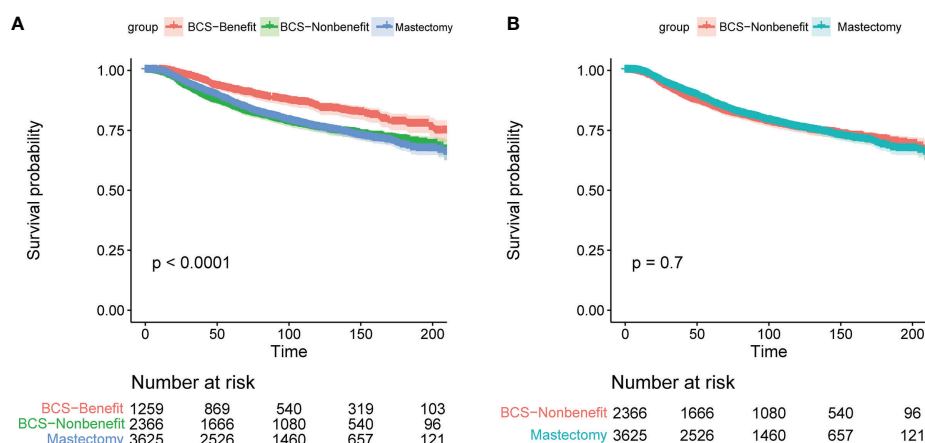 A
group BCS−Benefit BCS−Nonbenefit Mastectomy
Survival probability
1.00
0.75
0.50
0.25
0.00
p < 0.0001
0 50 100 150 200
Time
Number at risk
BCS−Benefit 1259 869 540 319 103
BCS−Nonbenefit 2366 1666 1080 540 96
Mastectomy 3625 2526 1460 657 121
B
group BCS−Nonbenefit Mastectomy
Survival probability
1.00
0.75
0.50
0.25
0.00
p = 0.7
0 50 100 150 200
Time
Number at risk
BCS−Nonbenefit 2366 1666 1080 540 96
Mastectomy 3625 2526 1460 657 121